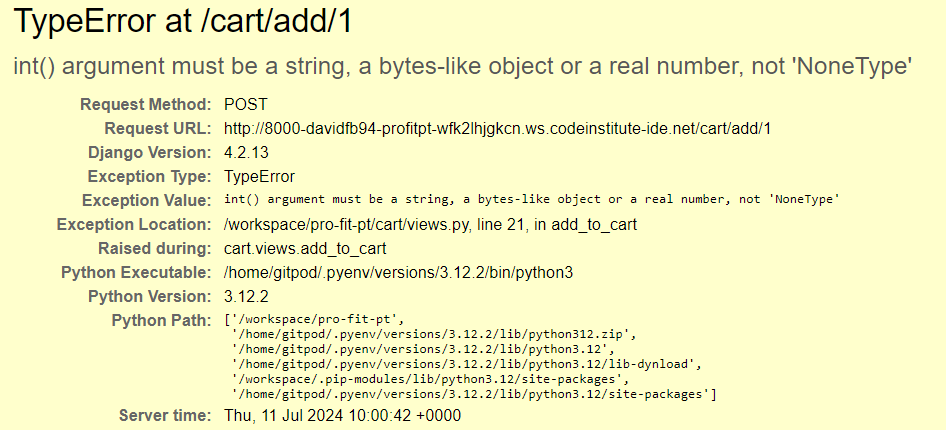 TypeError at /cart/add/1
int() argument must be a string, a bytes-like object or a real number, not 'NoneType'
Request Method: POST
Request URL: http://8000-davidfb94-profitpt-wfk2lhjgkcn.ws.codeinstitute-ide.net/cart/add/1
Django Version: 4.2.13
Exception Type: TypeError
Exception Value: int() argument must be a string, a bytes-like object or a real number, not 'NoneType'
Exception Location: /workspace/pro-fit-pt/cart/views.py, line 21, in add_to_cart
Raised during: cart.views.add_to_cart
Python Executable: /home/gitpod/.pyenv/versions/3.12.2/bin/python3
Python Version: 3.12.2
Python Path: ['/workspace/pro-fit-pt',
'/home/gitpod/.pyenv/versions/3.12.2/lib/python312.zip',
'/home/gitpod/.pyenv/versions/3.12.2/lib/python3.12',
'/home/gitpod/.pyenv/versions/3.12.2/lib/python3.12/lib-dynload',
'/workspace/.pip-modules/lib/python3.12/site-packages',
'/home/gitpod/.pyenv/versions/3.12.2/lib/python3.12/site-packages']
Server time: Thu, 11 Jul 2024 10:00:42 +0000